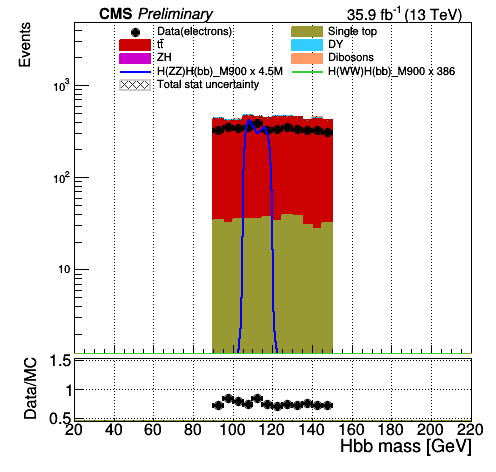 CMS Preliminary 35.9 fb⁻¹ (13 TeV)
Data(electrons) Single top
tt̄ DY
ZH Dibosons
H(ZZ)H(bb)_M900 x 4.5M H(WW)H(bb)_M900 x 386
Total stat uncertainty
Events
10³
10²
10
Data/MC
1.5
1
0.5
20 40 60 80 100 120 140 160 180 200 220
Hbb mass [GeV]